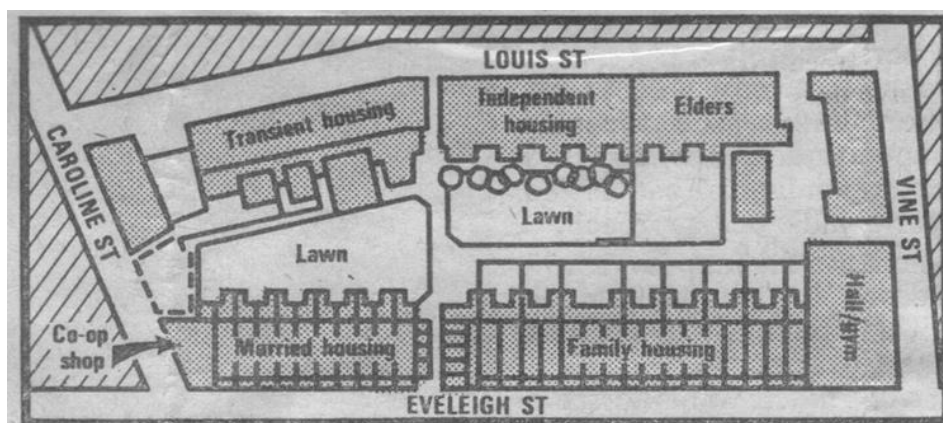 LOUIS ST
Transient housing
Independent
housing
Elders
CAROLINE ST
VINE ST
Lawn
Lawn
Co-op
shop
Married housing
Family housing
Hall/gym
EVELEIGH ST